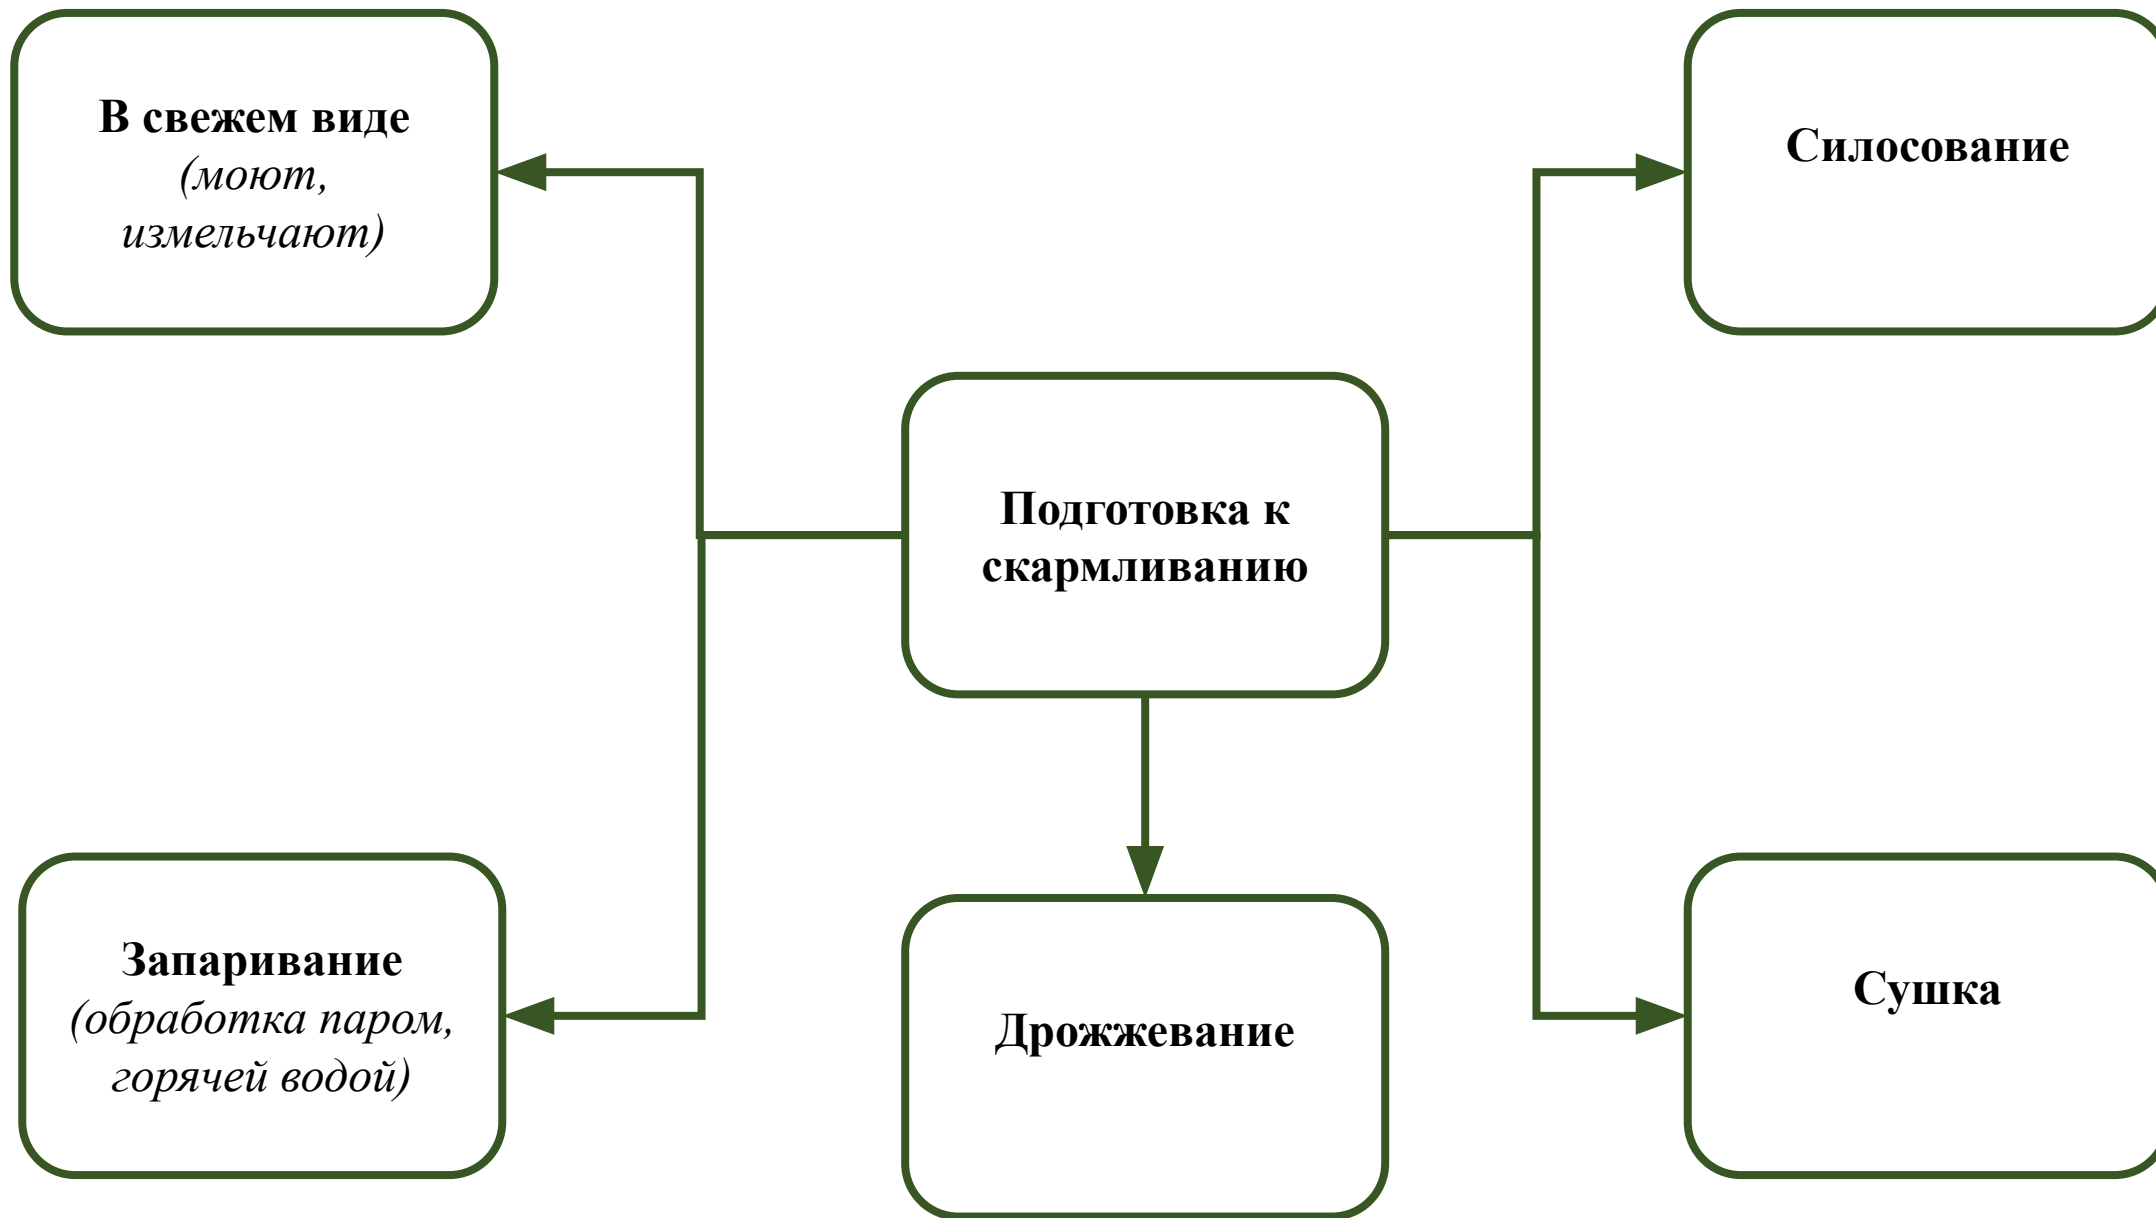 В свежем виде
(моют,
измельчают)
Силосование
Подготовка к
скармливанию
Запаривание
(обработка паром,
горячей водой)
Дрожжевание
Сушка